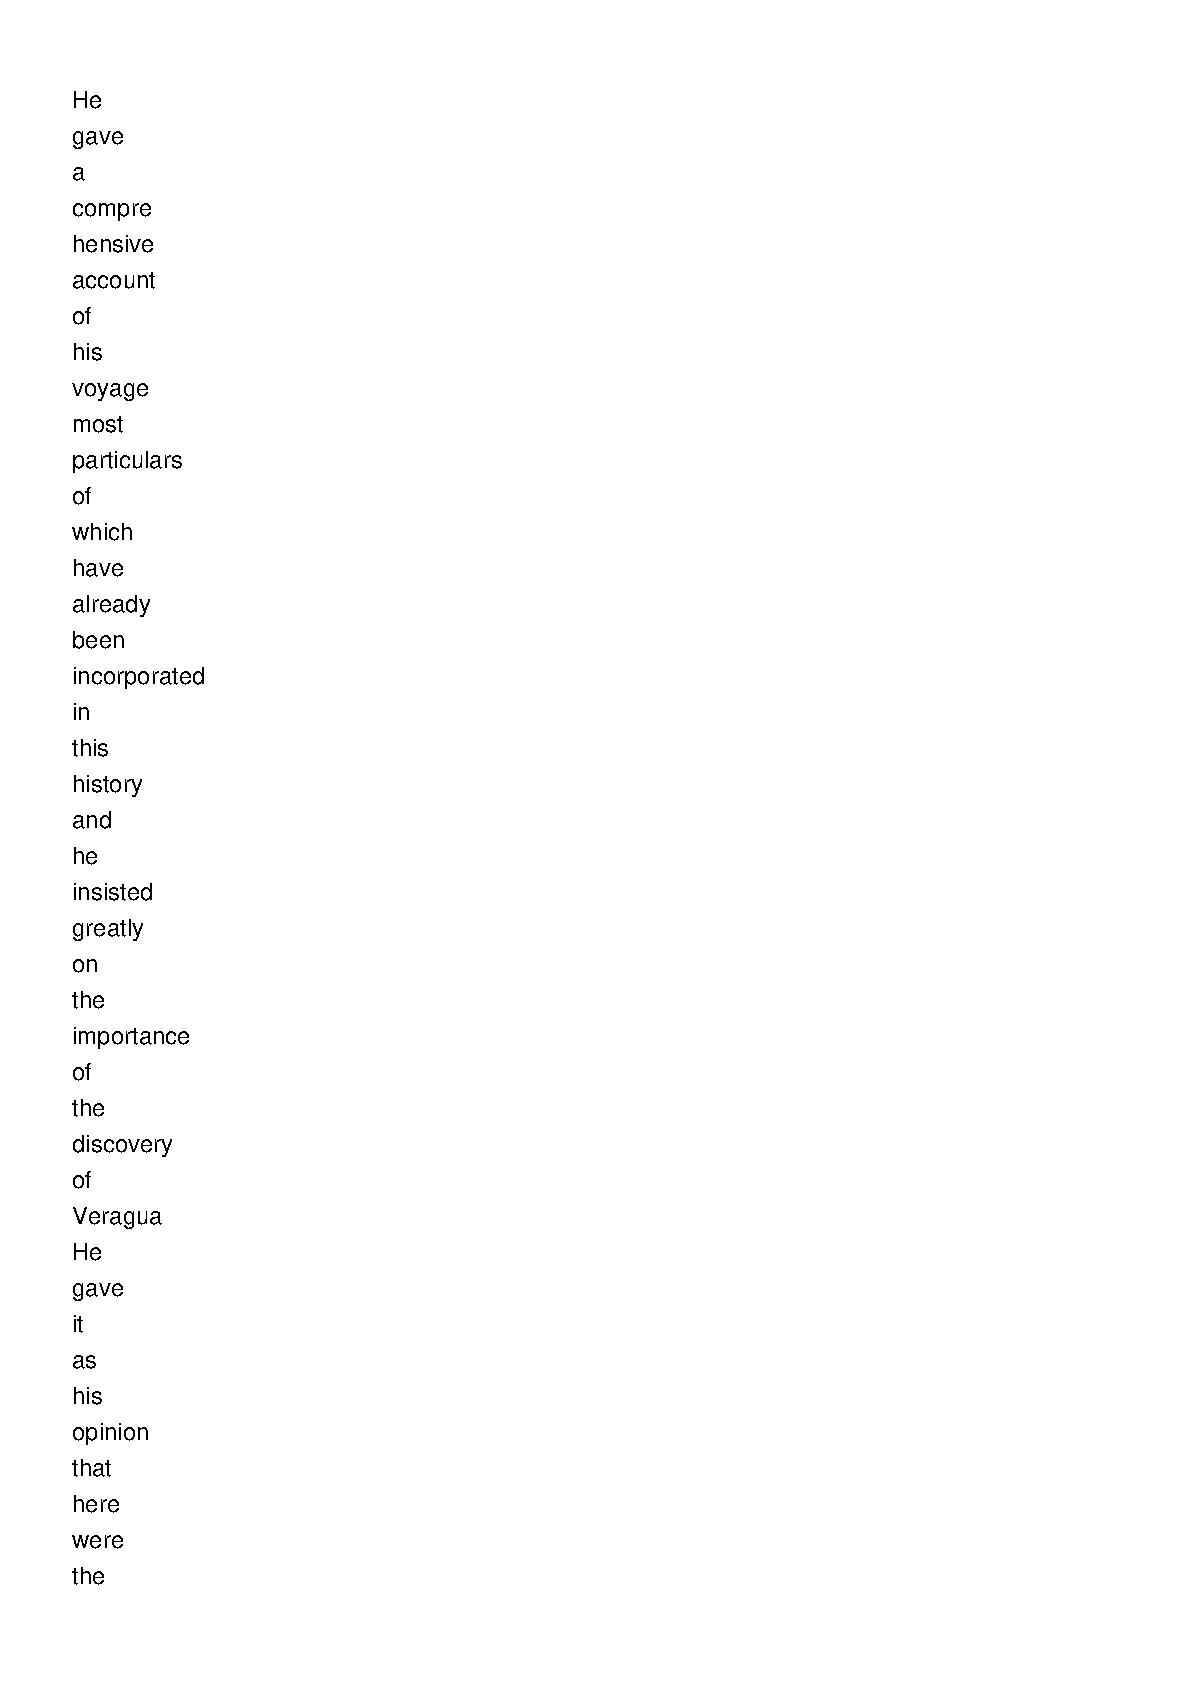 He
gave
a
compre
hensive
account
of
his
voyage
most
particulars
of
which
have
already
been
incorporated
in
this
history
and
he
insisted
greatly
on
the
importance
of
the
discovery
of
Veragua
He
gave
it
as
his
opinion
that
here
were
the